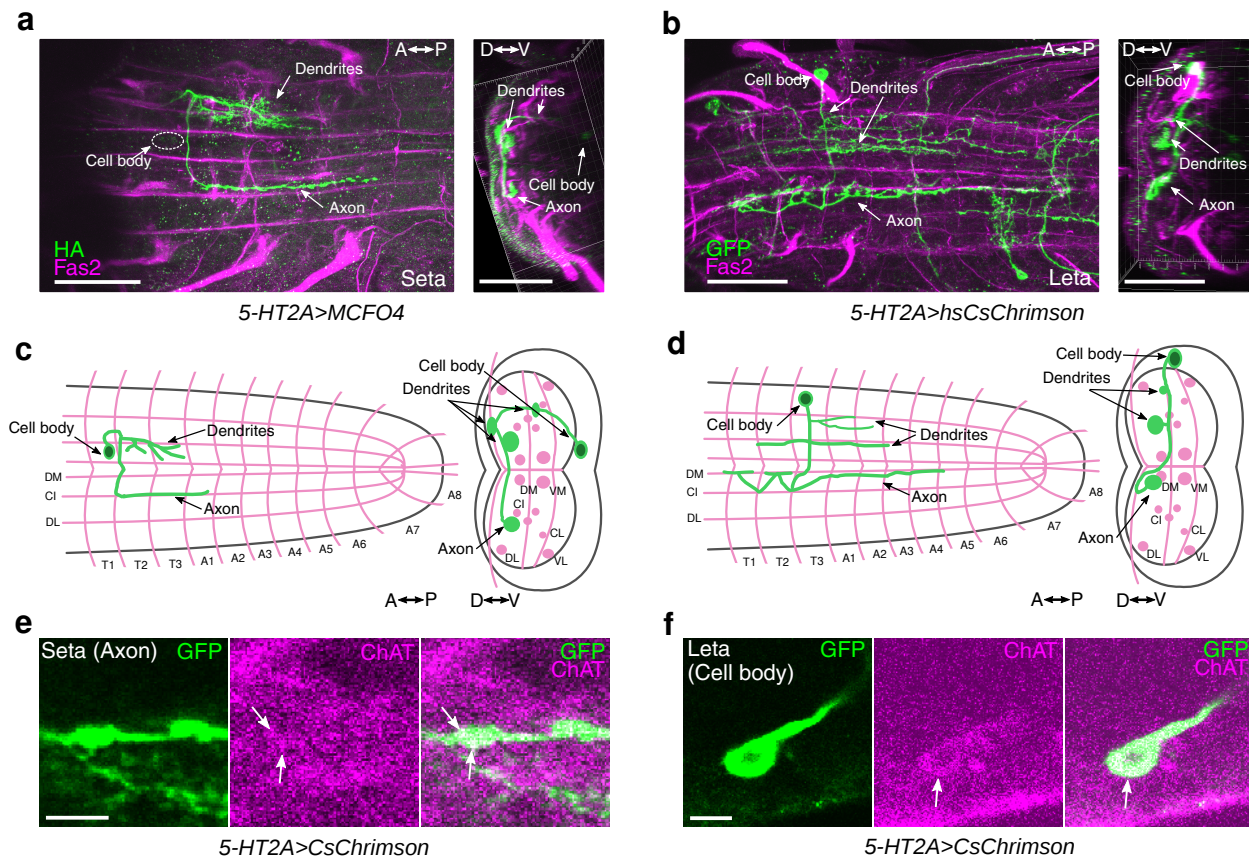 a
A↔P
D↔V
Dendrites
Dendrites
Cell body
Cell body
Axon
Axon
HA
Fas2
Seta
5-HT2A>MCFO4
b
A↔P
D↔V
Cell body
Cell body
Dendrites
Dendrites
Axon
Axon
GFP
Fas2
Leta
5-HT2A>hsCsChrimson
c
Cell body
Dendrites
Cell body
Dendrites
DM
CI
DL
Axon
A8
A7
T1 T2 T3 A1 A2 A3 A4 A5 A6
DM VM
CI
CL
Axon
DL VL
A↔P
D↔V
d
Cell body
Dendrites
Cell body
Dendrites
DM
CI
DL
Axon
A8
A7
T1 T2 T3 A1 A2 A3 A4 A5 A6
DM VM
CI
CL
Axon
DL VL
A↔P
D↔V
e
Seta (Axon) GFP
ChAT
GFP
ChAT
5-HT2A>CsChrimson
f
Leta
(Cell body)
GFP
ChAT
GFP
ChAT
5-HT2A>CsChrimson